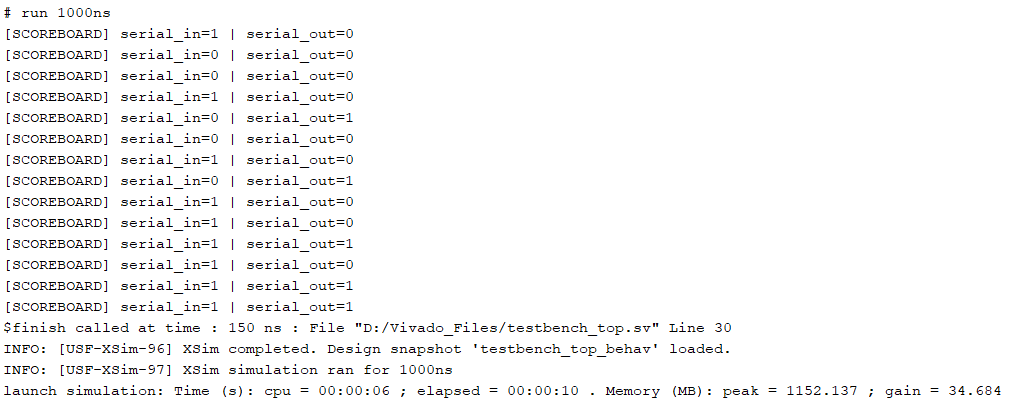 # run 1000ns
[SCOREBOARD] serial_in=1 | serial_out=0
[SCOREBOARD] serial_in=0 | serial_out=0
[SCOREBOARD] serial_in=0 | serial_out=0
[SCOREBOARD] serial_in=1 | serial_out=0
[SCOREBOARD] serial_in=0 | serial_out=1
[SCOREBOARD] serial_in=0 | serial_out=0
[SCOREBOARD] serial_in=1 | serial_out=0
[SCOREBOARD] serial_in=0 | serial_out=1
[SCOREBOARD] serial_in=1 | serial_out=0
[SCOREBOARD] serial_in=1 | serial_out=0
[SCOREBOARD] serial_in=1 | serial_out=1
[SCOREBOARD] serial_in=1 | serial_out=0
[SCOREBOARD] serial_in=1 | serial_out=1
[SCOREBOARD] serial_in=1 | serial_out=1
$finish called at time : 150 ns : File "D:/Vivado_Files/testbench_top.sv" Line 30
INFO: [USF-XSim-96] XSim completed. Design snapshot 'testbench_top_behav' loaded.
INFO: [USF-XSim-97] XSim simulation ran for 1000ns
launch simulation: Time (s): cpu = 00:00:06 ; elapsed = 00:00:10 . Memory (MB): peak = 1152.137 ; gain = 34.684